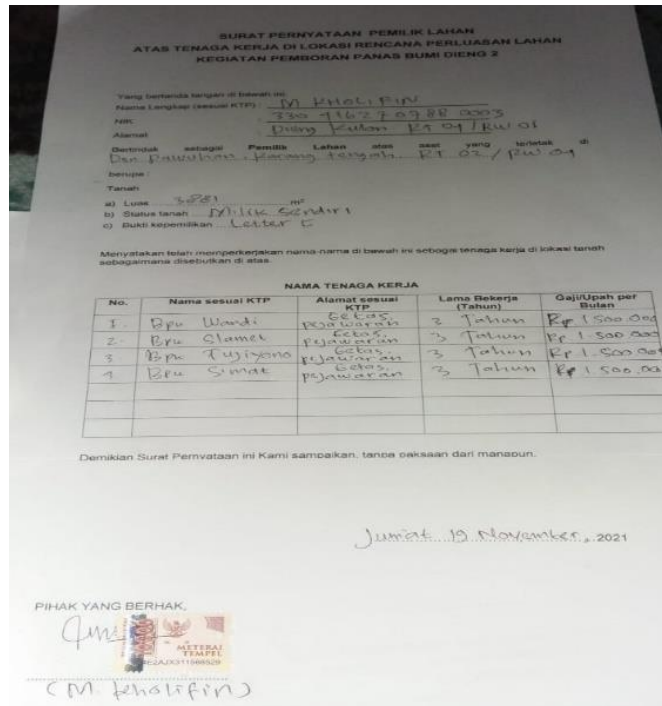 SURAT PERNYATAAN PEMILIK LAHAN
ATAS TENAGA KERJA DI LOKASI RENCANA PERLUASAN LAHAN
KEGIATAN PEMBORAN PANAS BUMI DIENG 2
Yang bertanda tangan di bawah ini:
Nama Lengkap (sesuai KTP) : M KHOLIFIN
NIK
Alamat : Dieng Kulon RT 04 / RW 01
Bertindak sebagai Pemilik Lahan atas aset yang terletak di
Dsn Pawuhan, Karang tengah, RT 02 / RW 04
berupa :
Tanah
a) Luas 3881 m²
b) Status tanah Milik Sendiri
c) Bukti kepemilikan Letter C
Menyatakan telah memperkerjakan nama-nama di bawah ini sebagai tenaga kerja di lokasi tanah
sebagaimana disebutkan di atas.
NAMA TENAGA KERJA
No. Nama sesuai KTP Alamat sesuai KTP Lama Bekerja (Tahun) Gaji/Upah per Bulan
1. Bpk Wandi Getas, pejawaran 3 Tahun Rp 1.500.000
2. Bpk Slamet Getas, pejawaran 3 Tahun Rp 1.500.000
3. Bpk Tujiyono Getas, pejawaran 3 Tahun Rp 1.500.000
4. Bpk Simat Getas, pejawaran 3 Tahun Rp 1.500.00
Demikian Surat Pernyataan ini Kami sampaikan, tanpa paksaan dari manapun.
Jumat 19 November, 2021
PIHAK YANG BERHAK,
METERAI
TEMPEL
(M. Kholifin)